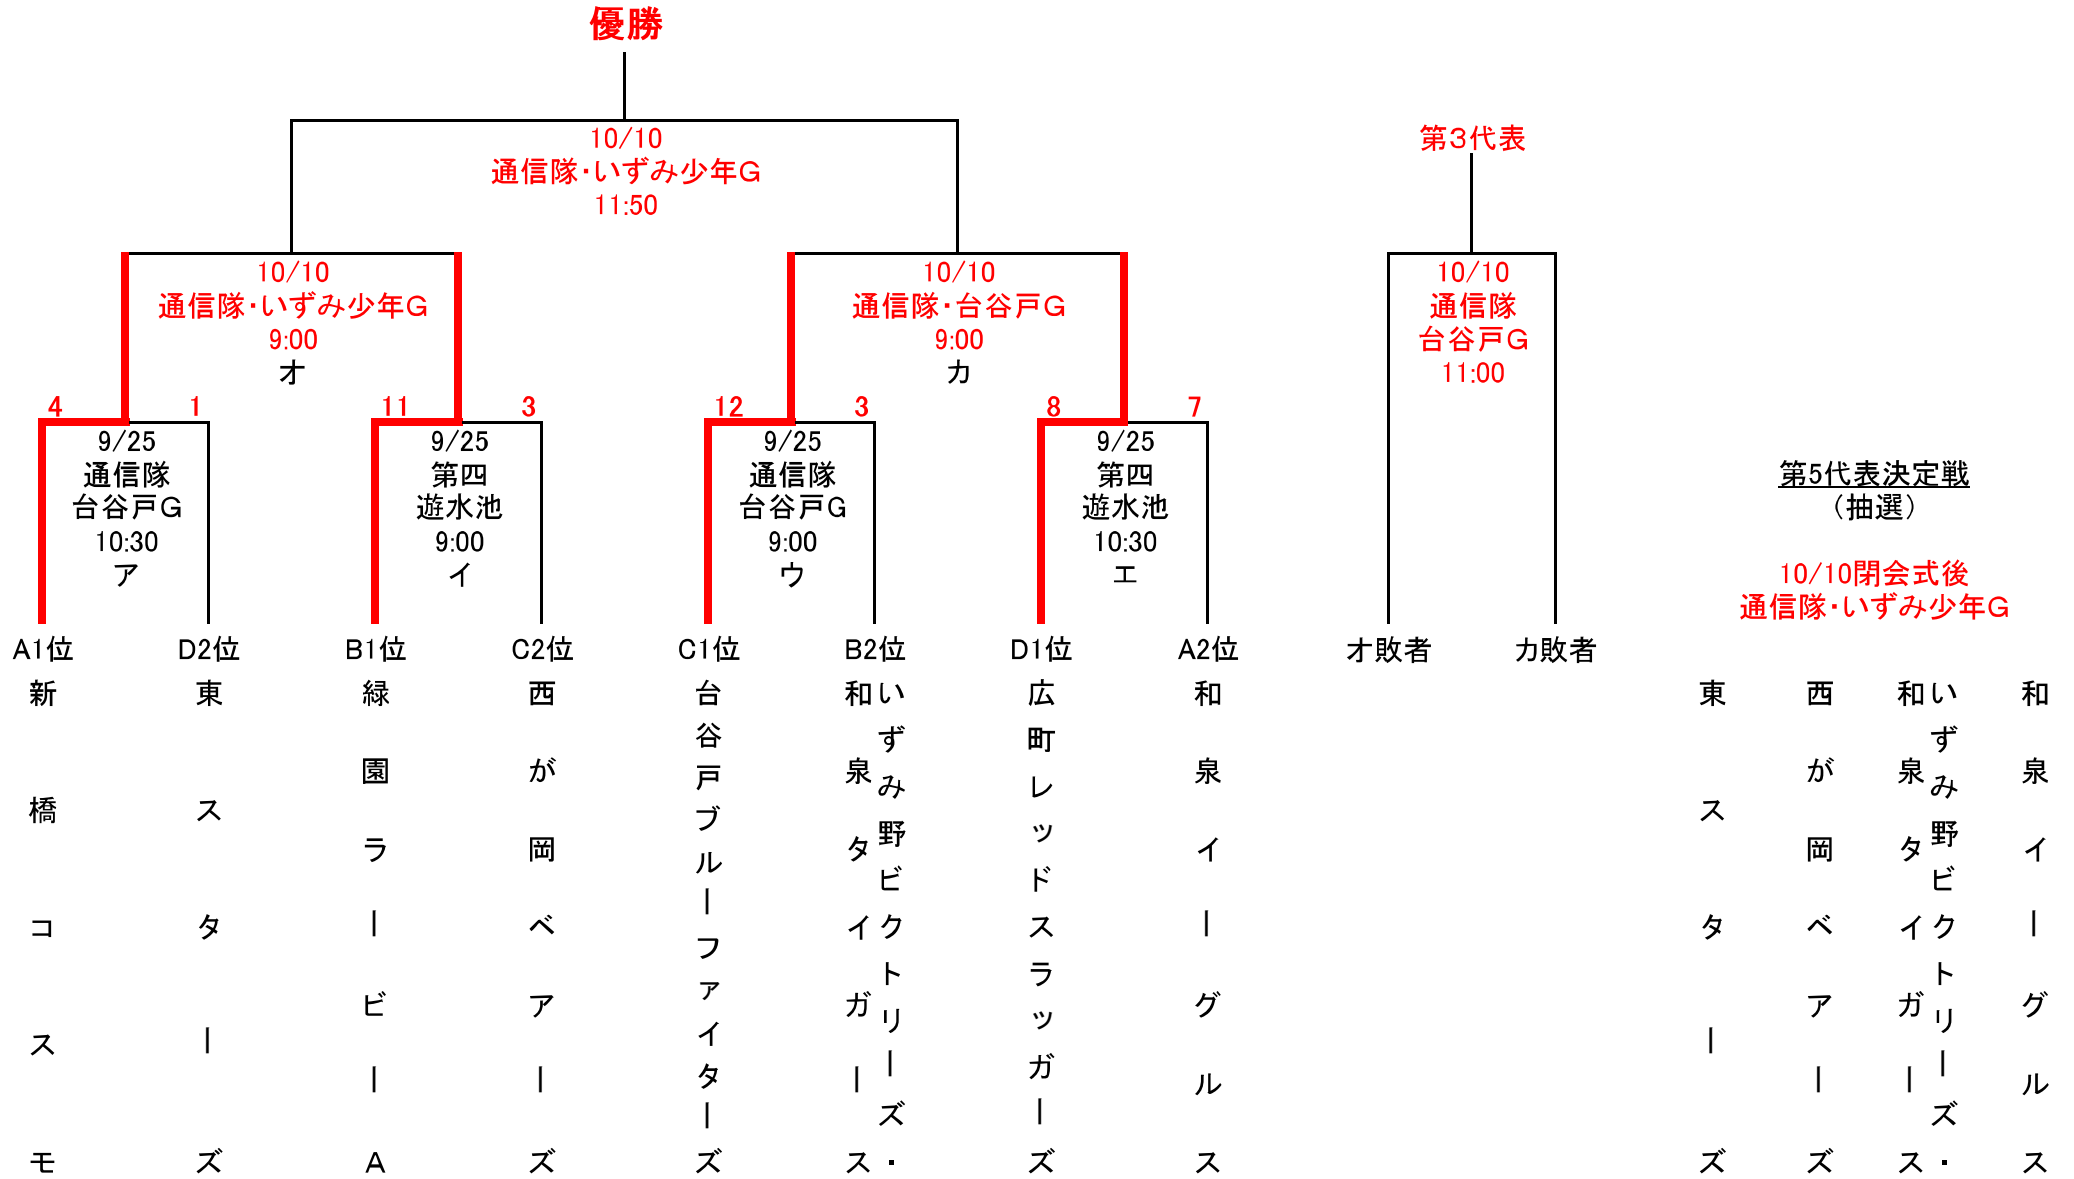 優勝
10/10
通信隊・いずみ少年G
11:50
第3代表
10/10
通信隊・いずみ少年G
9:00
オ
10/10
通信隊・台谷戸G
9:00
カ
10/10
通信隊
台谷戸G
11:00
4 1 11 3 12 3 8 7
9/25
通信隊
台谷戸G
10:30
ア
9/25
第四
遊水池
9:00
イ
9/25
通信隊
台谷戸G
9:00
ウ
9/25
第四
遊水池
10:30
エ
第5代表決定戦
（抽選）
10/10閉会式後
通信隊・いずみ少年G
A1位 D2位 B1位 C2位 C1位 B2位 D1位 A2位 オ敗者 カ敗者
新橋コスモ
東スターズ
緑園ラービーA
西が岡ベアーズ
台谷戸ブルーファイターズ
いずみ野ビクトリーズ・
和泉タイガース
広町レッドスラッガーズ
和泉イーグルス
東スターズ
西が岡ベアーズ
いずみ野ビクトリーズ・
和泉タイガース
和泉イーグルス